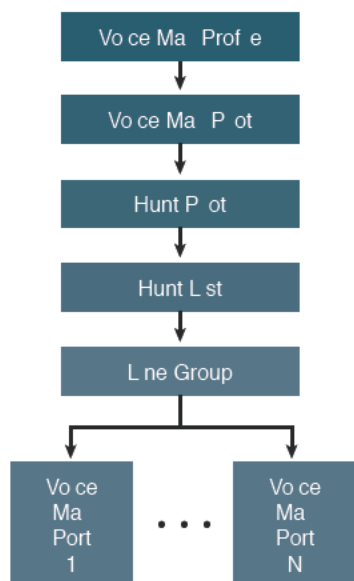 Vo ce Ma Prof e
Vo ce Ma P ot
Hunt P ot
Hunt L st
L ne Group
Vo ce
Ma
Port
1
Vo ce
Ma
Port
N